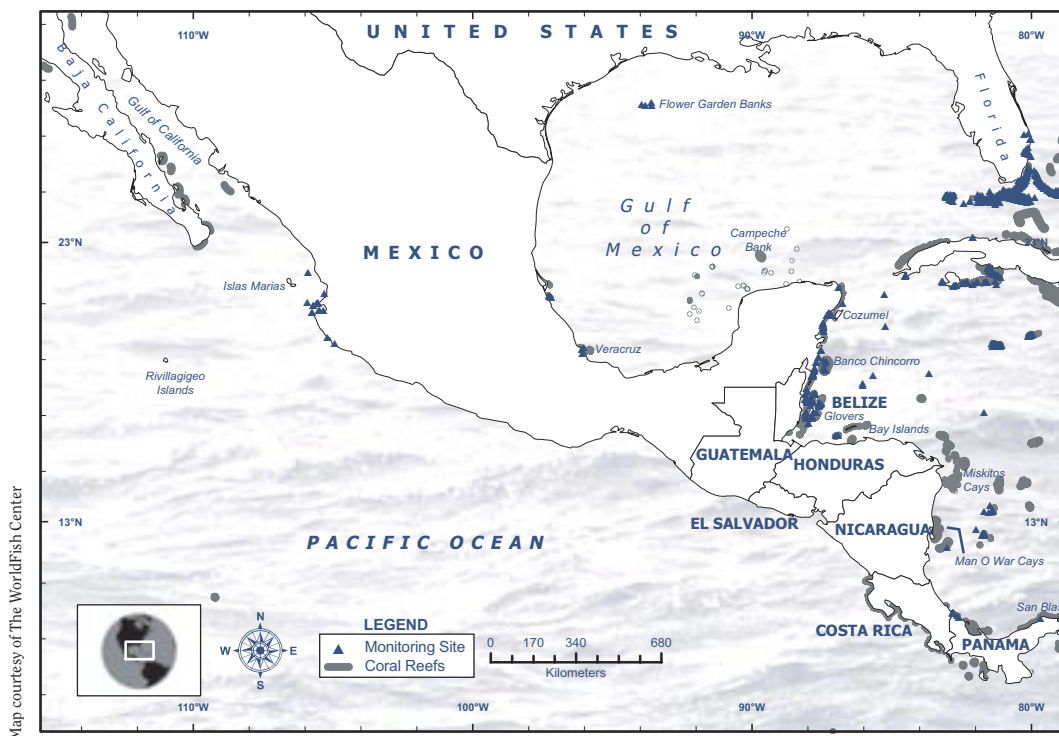 110°W
90°W
80°W
UNITED STATES
Baja California
Gulf of California
Flower Garden Banks
Florida
Gulf
of
Mexico
Campeche
Bank
23°N
MEXICO
23°N
Islas Marias
Cozumel
Veracruz
Banco Chincorro
Rivillagigeo
Islands
BELIZE
Glovers
Bay Islands
GUATEMALA
HONDURAS
Miskitos
Cays
13°N
EL SALVADOR
NICARAGUA
13°N
PACIFIC OCEAN
Man O War Cays
San Blas
COSTA RICA
PANAMA
N
W
E
S
LEGEND
Monitoring Site
Coral Reefs
0 170 340 680
Kilometers
110°W
100°W
90°W
80°W
Map courtesy of The WorldFish Center